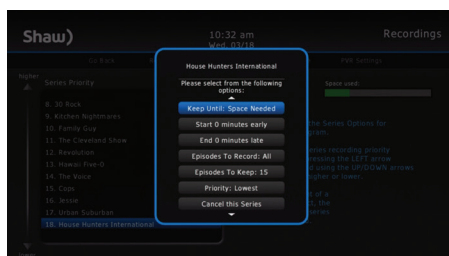 Shaw)
10:32 am
Wed. 03/18
Recordings
Go Back
PVR Settings
Higher
Series Priority
Space used:
8. 30 Rock
9. Kitchen Nightmares
10. Family Guy
11. The Cleveland Show
12. Revolution
13. Hawaii Five-0
14. The Voice
15. Cops
16. Jessie
17. Urban Suburbian
18. House Hunters International
House Hunters International
Please select from the following
options:
Keep Until: Space Needed
Start 0 minutes early
End 0 minutes late
Episodes To Record: All
Episodes To Keep: 15
Priority: Lowest
Cancel this Series
the Series Options for
gram.
eries recording priority
ressing the LEFT arrow
d using the UP/DOWN arrows
igher or lower.
of a
the
series.